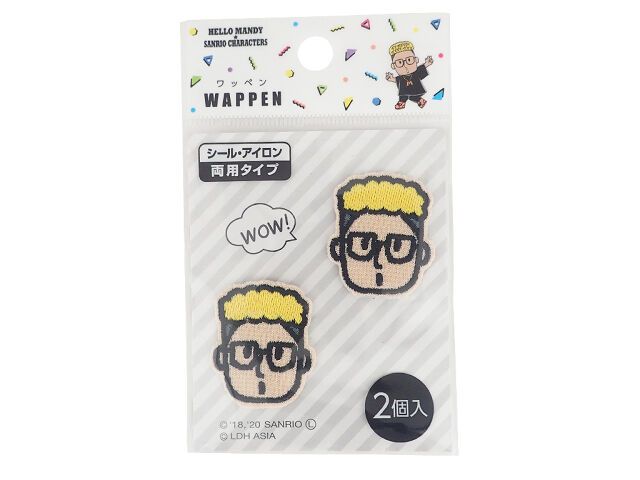 HELLO MANDY
★
SANRIO CHARACTERS
ワッペン
WAPPEN
シール・アイロン
両用タイプ
WOW!
2個入
© '18,'20 SANRIO Ⓛ
© LDH ASIA